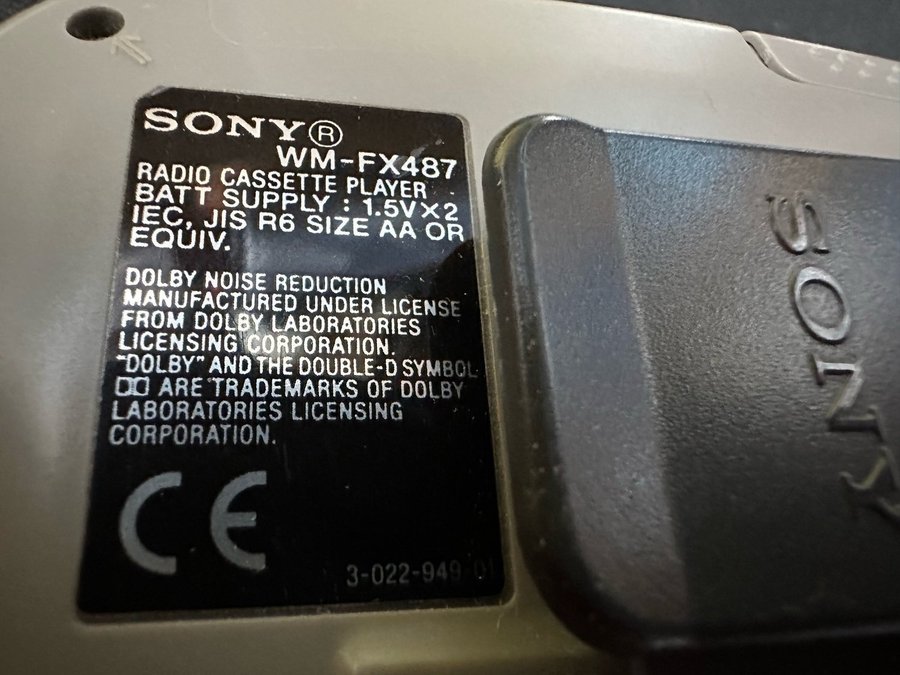 SONY®
WM-FX487
RADIO CASSETTE PLAYER
BATT SUPPLY : 1.5V×2
IEC, JIS R6 SIZE AA OR
EQUIV.
DOLBY NOISE REDUCTION
MANUFACTURED UNDER LICENSE
FROM DOLBY LABORATORIES
LICENSING CORPORATION.
"DOLBY" AND THE DOUBLE-D SYMBOL
ARE TRADEMARKS OF DOLBY
LABORATORIES LICENSING
CORPORATION.
CE
3-022-949-01
SONY